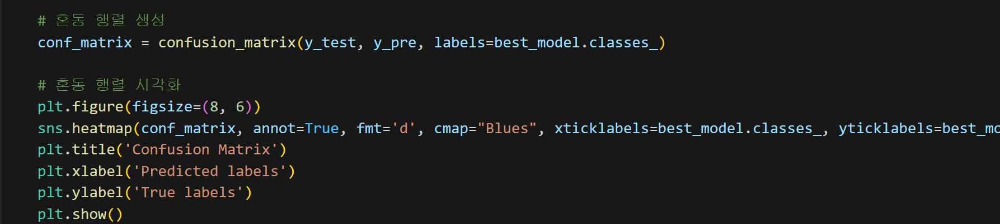 # 혼동 행렬 생성
conf_matrix = confusion_matrix(y_test, y_pre, labels=best_model.classes_)
# 혼동 행렬 시각화
plt.figure(figsize=(8, 6))
sns.heatmap(conf_matrix, annot=True, fmt='d', cmap="Blues", xticklabels=best_model.classes_, yticklabels=best_mo
plt.title('Confusion Matrix')
plt.xlabel('Predicted labels')
plt.ylabel('True labels')
plt.show()